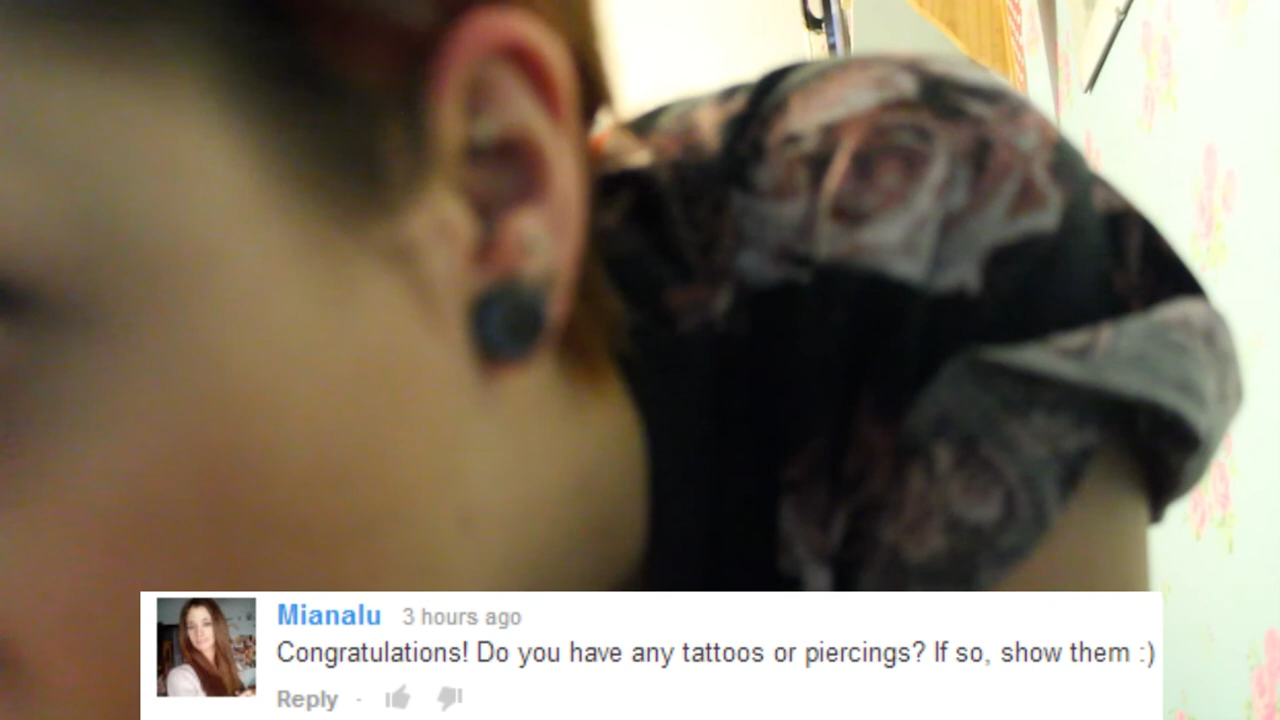 Mianalu 3 hours ago
Congratulations! Do you have any tattoos or piercings? If so, show them :)
Reply ·